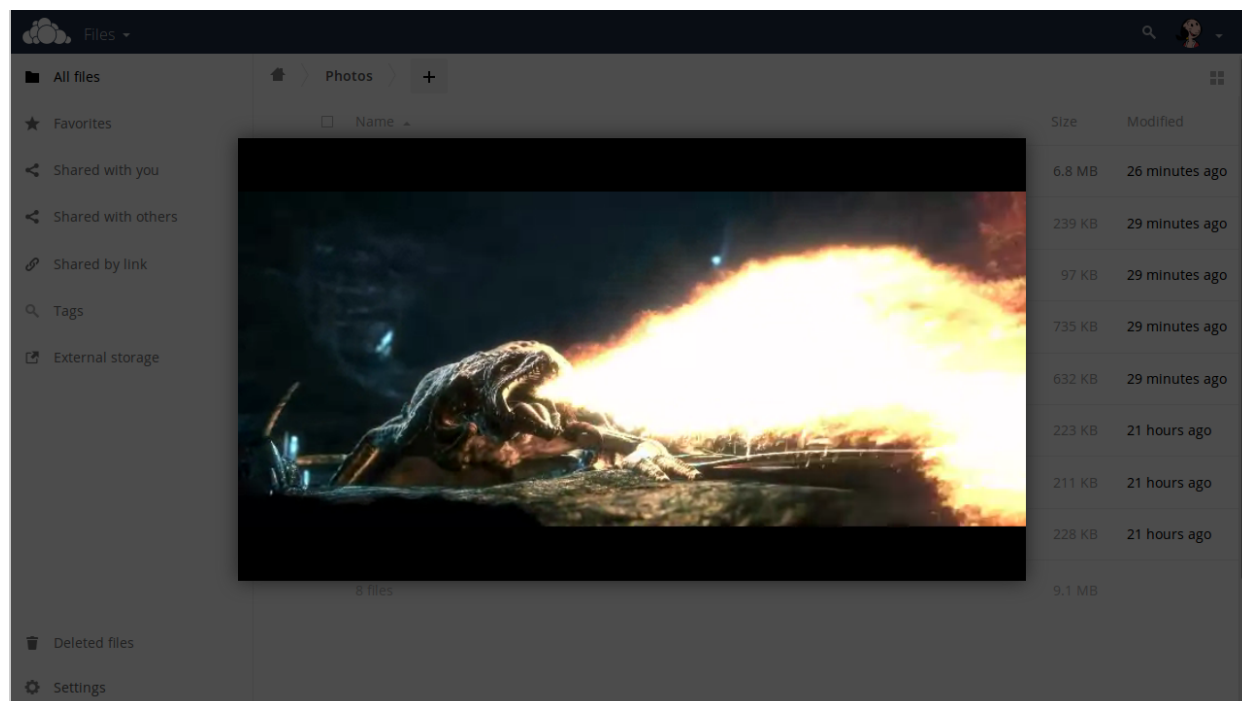 Files
All files
Favorites
Shared with you
Shared with others
Shared by link
Tags
External storage
Deleted files
Settings
Photos
+
Name Size Modified
6.8 MB 26 minutes ago
239 KB 29 minutes ago
97 KB 29 minutes ago
735 KB 29 minutes ago
632 KB 29 minutes ago
223 KB 21 hours ago
211 KB 21 hours ago
228 KB 21 hours ago
8 files 9.1 MB